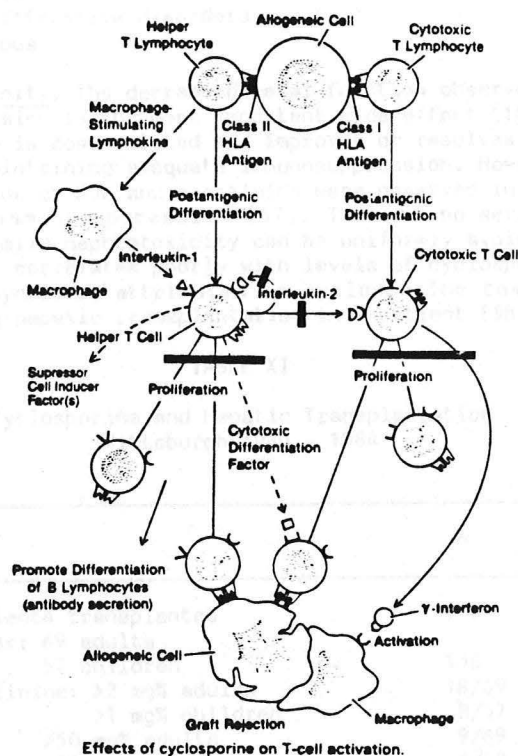 Allogeneic Cell
Helper
T Lymphocyte
Cytotoxic
T Lymphocyte
Macrophage-
Stimulating
Lymphokine
Class II
HLA
Antigen
Class I
HLA
Antigen
Postantigenic
Differentiation
Postantigenic
Differentiation
Cytotoxic T Cell
Interleukin-1
Interleukin-2
Macrophage
Helper T Cell
Supressor
Cell Inducer
Factor(s)
Proliferation
Proliferation
Cytotoxic
Differentiation
Factor
Promote Differentiation
of B Lymphocytes
(antibody secretion)
γ-Interferon
Activation
Allogeneic Cell
Macrophage
Graft Rejection
Effects of cyclosporine on T-cell activation.